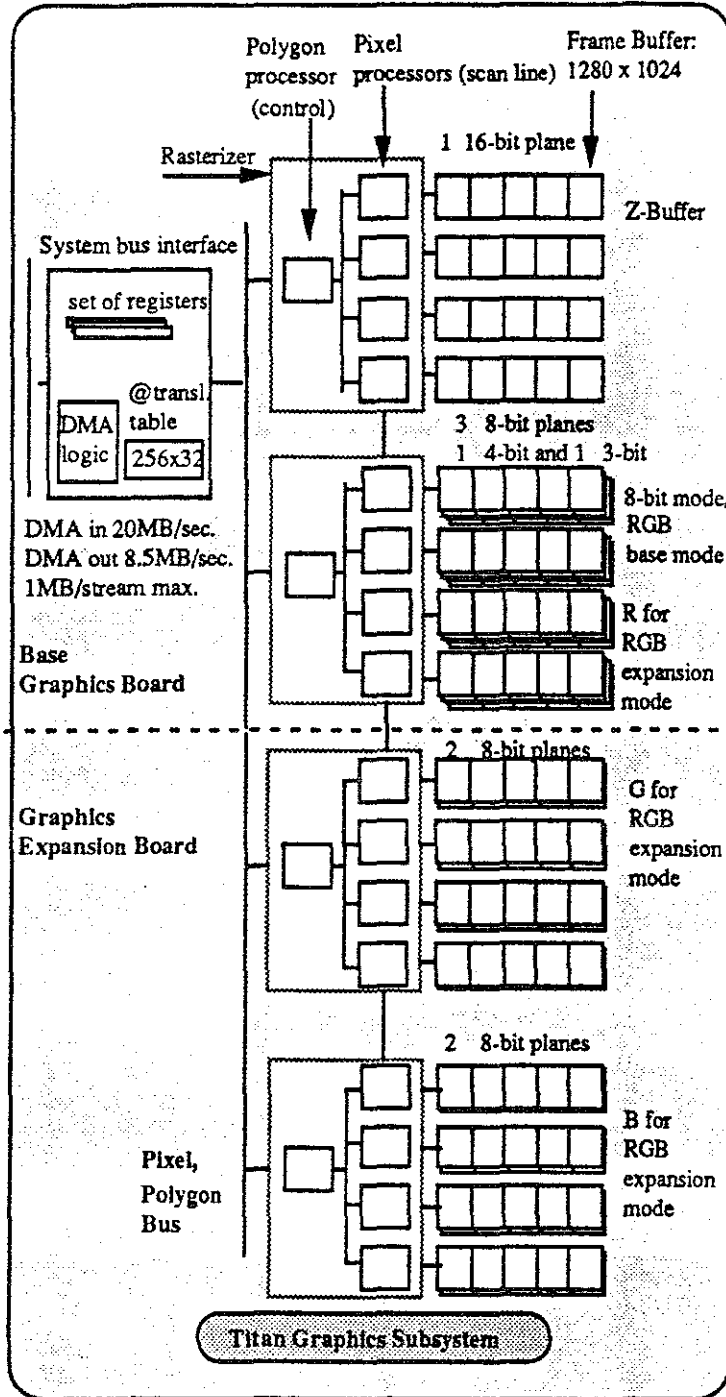 Polygon
processor
(control)
Pixel
processors (scan line)
Frame Buffer:
1280 x 1024
Rasterizer
1 16-bit plane
Z-Buffer
System bus interface
set of registers
DMA
logic
@transl.
table
256x32
DMA in 20MB/sec.
DMA out 8.5MB/sec.
1MB/stream max.
3 8-bit planes
1 4-bit and 1 3-bit
8-bit mode,
RGB
base mode
R for
RGB
expansion
mode
Base
Graphics Board
2 8-bit planes
G for
RGB
expansion
mode
Graphics
Expansion Board
2 8-bit planes
B for
RGB
expansion
mode
Pixel,
Polygon
Bus
Titan Graphics Subsystem